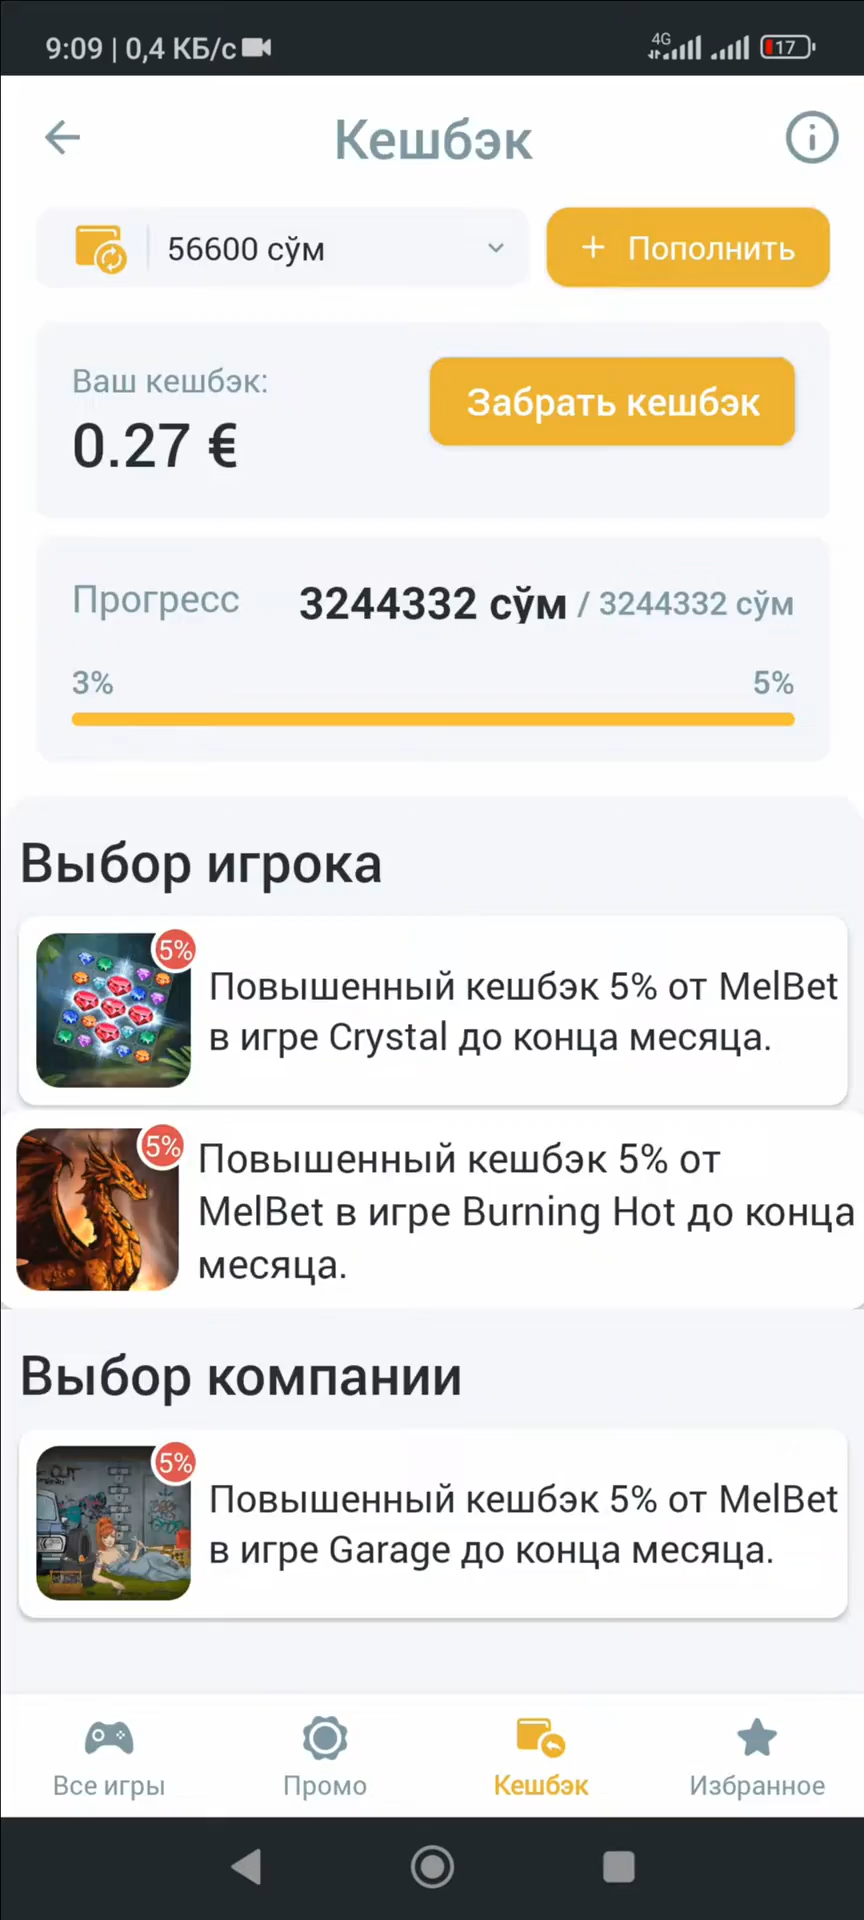 9:09 | 0,4 КБ/с
4G
17
Кешбэк
56600 сўм
+ Пополнить
Ваш кешбэк:
0.27 €
Забрать кешбэк
Прогресс 3244332 сўм / 3244332 сўм
3% 5%
Выбор игрока
5%
Повышенный кешбэк 5% от MelBet
в игре Crystal до конца месяца.
5%
Повышенный кешбэк 5% от
MelBet в игре Burning Hot до конца
месяца.
Выбор компании
5%
Повышенный кешбэк 5% от MelBet
в игре Garage до конца месяца.
Все игры
Промо
Кешбэк
Избранное